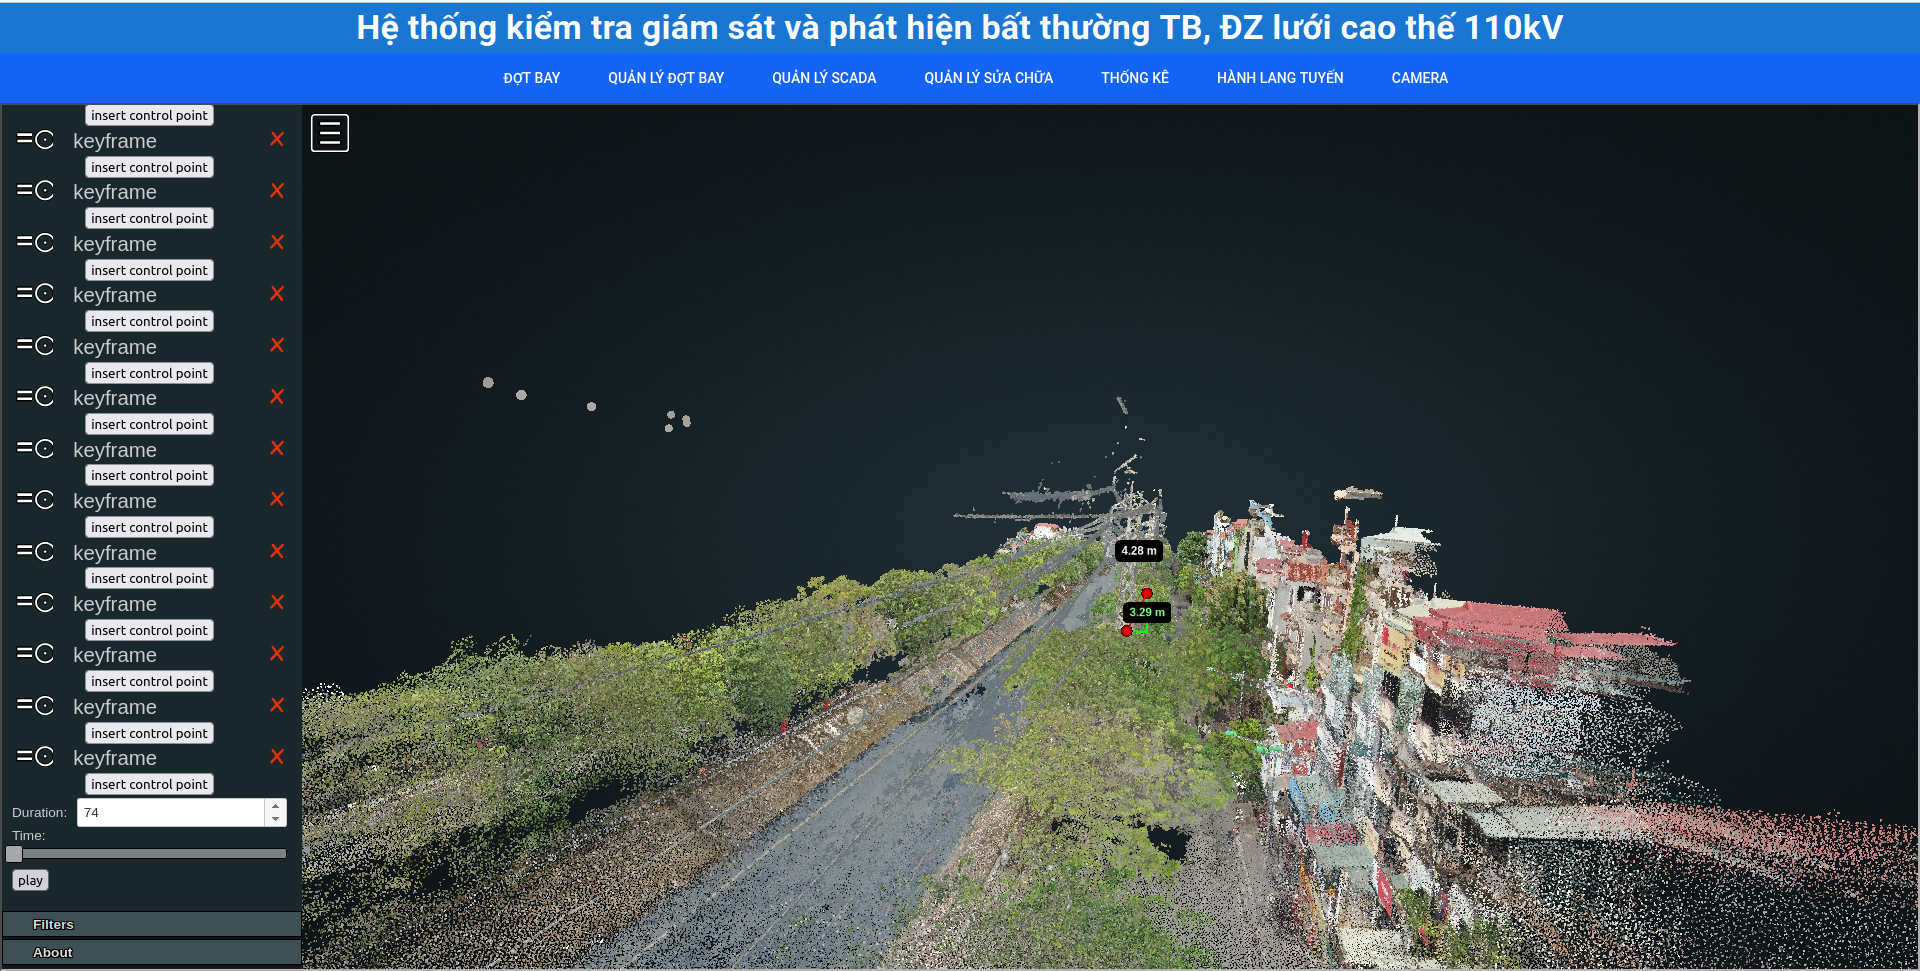 Hệ thống kiểm tra giám sát và phát hiện bất thường TB, ĐZ lưới cao thế 110kV
ĐỢT BAY QUẢN LÝ ĐỢT BAY QUẢN LÝ SCADA QUẢN LÝ SỬA CHỮA THỐNG KÊ HÀNH LANG TUYẾN CAMERA
insert control point
keyframe
insert control point
keyframe
insert control point
keyframe
insert control point
keyframe
insert control point
keyframe
insert control point
keyframe
insert control point
keyframe
insert control point
keyframe
insert control point
keyframe
insert control point
keyframe
insert control point
keyframe
insert control point
keyframe
insert control point
keyframe
insert control point
Duration: 74
Time:
play
Filters
About
4.28 m
3.29 m